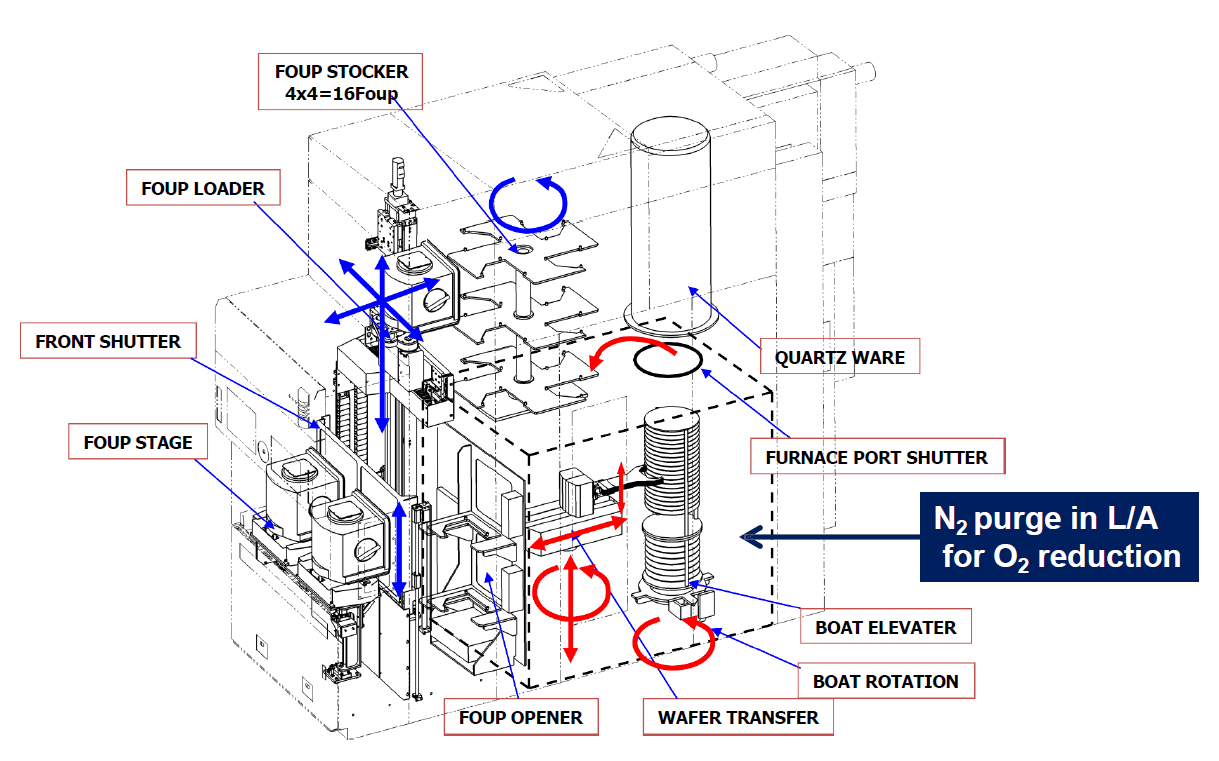 FOUP STOCKER
4x4=16Foup
FOUP LOADER
FRONT SHUTTER
QUARTZ WARE
FOUP STAGE
FURNACE PORT SHUTTER
N₂ purge in L/A
for O₂ reduction
BOAT ELEVATER
BOAT ROTATION
FOUP OPENER
WAFER TRANSFER